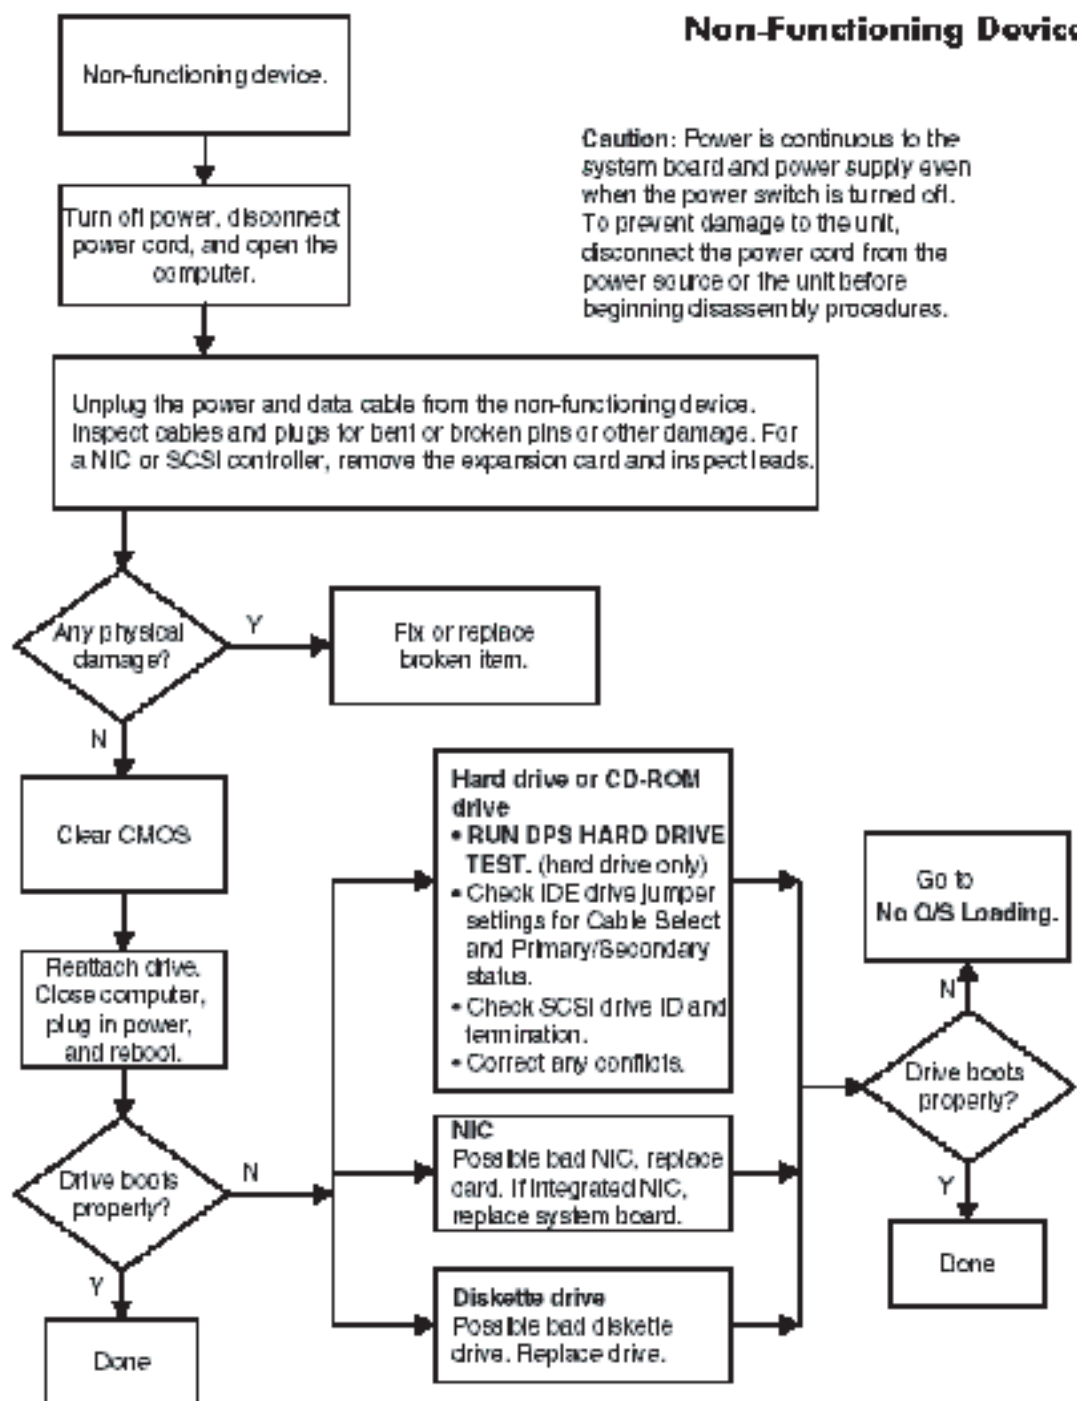 Non-Functioning Device
Non-functioning device.
Caution: Power is continuous to the
system board and power supply even
when the power switch is turned off.
To prevent damage to the unit,
disconnect the power cord from the
power source or the unit before
beginning disassembly procedures.
Turn off power, disconnect
power cord, and open the
computer.
Unplug the power and data cable from the non-functioning device.
Inspect cables and plugs for bent or broken pins or other damage. For
a NIC or SCSI controller, remove the expansion card and inspect leads.
Any physical
damage?
Y
Fix or replace
broken item.
N
Clear CMOS
Reattach drive.
Close computer,
plug in power,
and reboot.
Drive boots
properly?
N
Y
Done
Hard drive or CD-ROM
drive
• RUN DPS HARD DRIVE
TEST. (hard drive only)
• Check IDE drive jumper
settings for Cable Select
and Primary/Secondary
status.
• Check SCSI drive ID and
termination.
• Correct any conflicts.
NIC
Possible bad NIC, replace
card. If integrated NIC,
replace system board.
Diskette drive
Possible bad diskette
drive. Replace drive.
Go to
No O/S Loading.
N
Drive boots
properly?
Y
Done